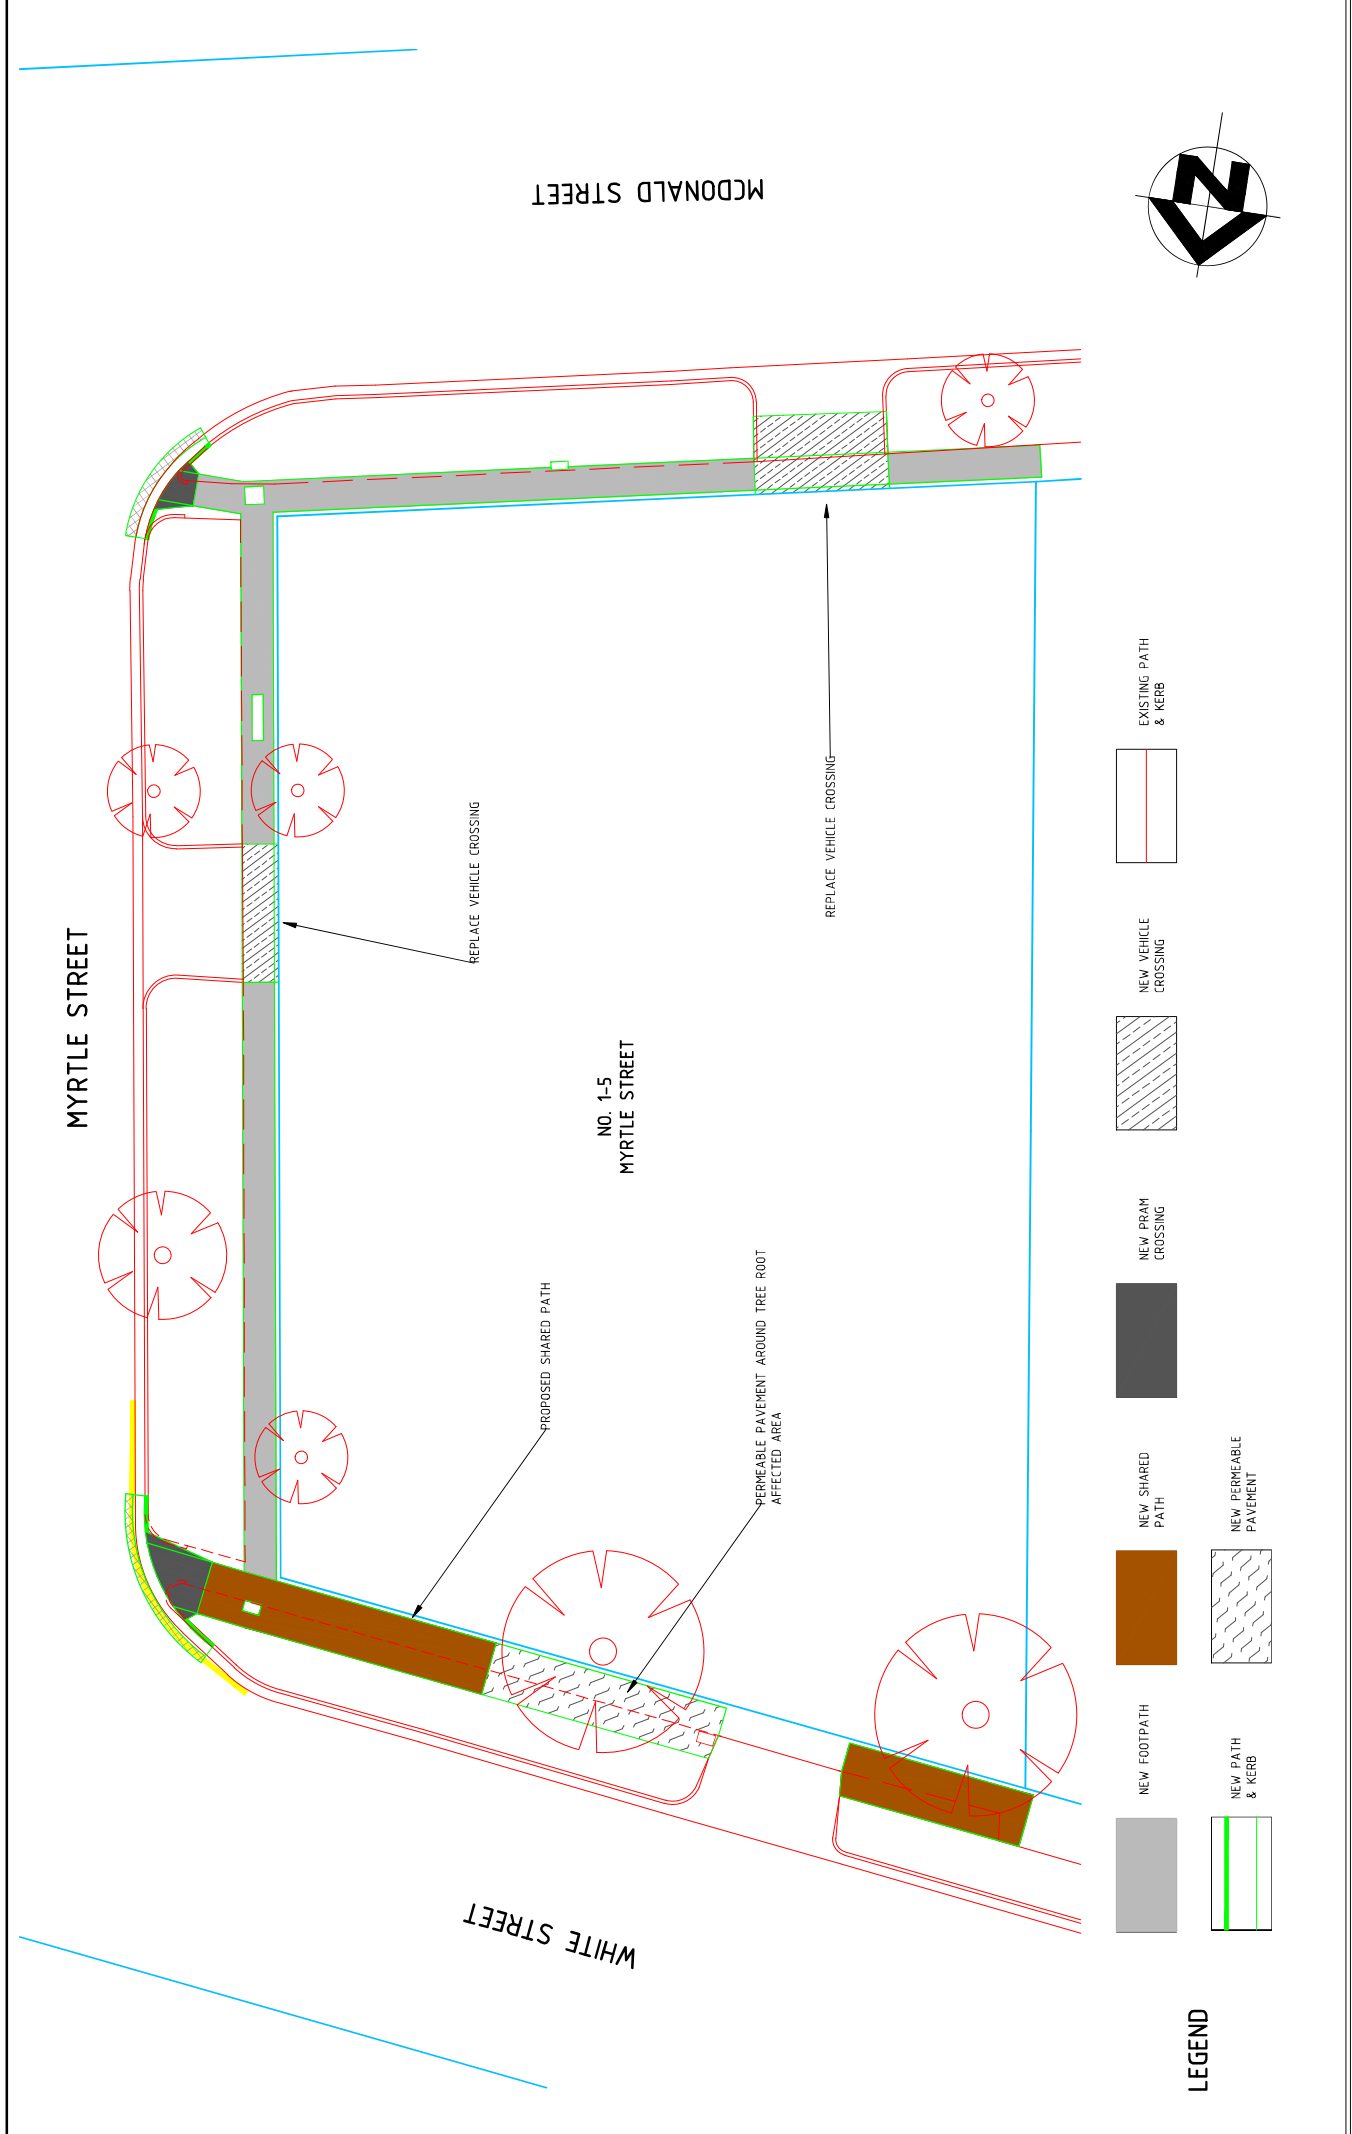 MCDONALD STREET
N
MYRTLE STREET
REPLACE VEHICLE CROSSING
REPLACE VEHICLE CROSSING
NO. 1-5
MYRTLE STREET
PROPOSED SHARED PATH
PERMEABLE PAVEMENT AROUND TREE ROOT
AFFECTED AREA
WHITE STREET
LEGEND
NEW FOOTPATH
NEW SHARED
PATH
NEW PRAM
CROSSING
NEW VEHICLE
CROSSING
EXISTING PATH
& KERB
NEW PATH
& KERB
NEW PERMEABLE
PAVEMENT